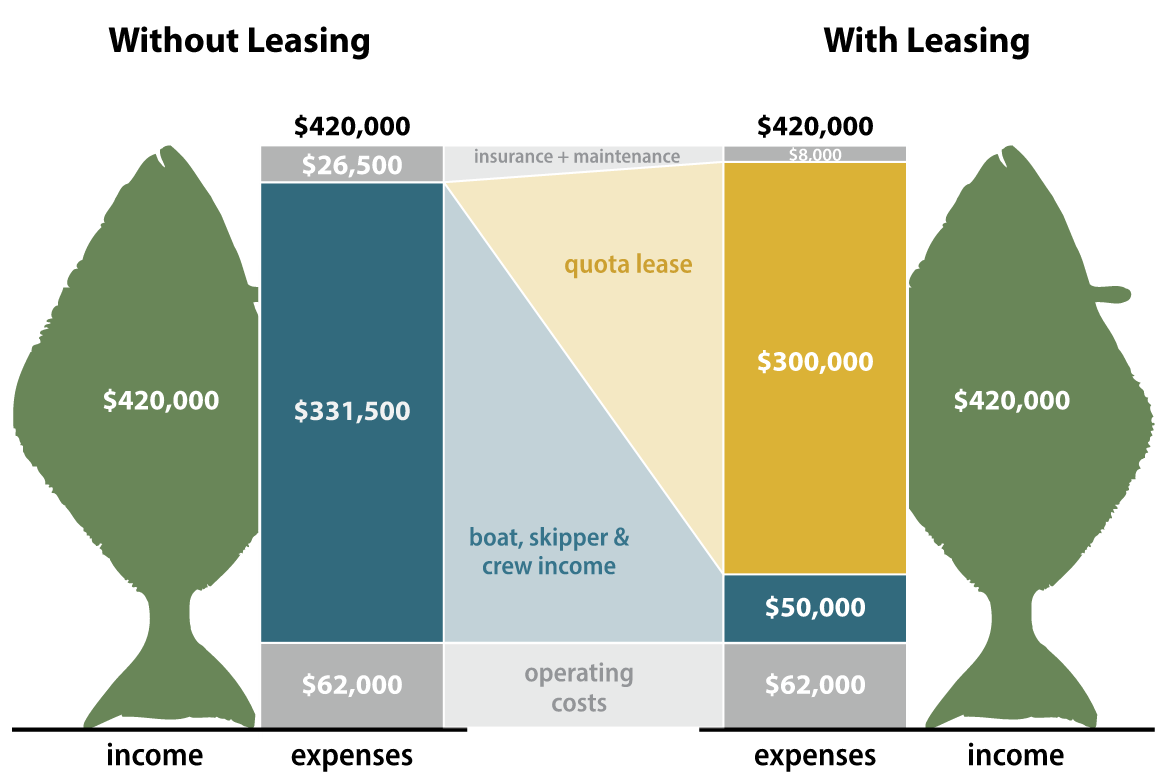 Without Leasing
With Leasing
$420,000
$420,000
$26,500
insurance + maintenance
$8,000
quota lease
$300,000
$420,000
$331,500
$420,000
boat, skipper &
crew income
$50,000
$62,000
operating
costs
$62,000
income
expenses
expenses
income